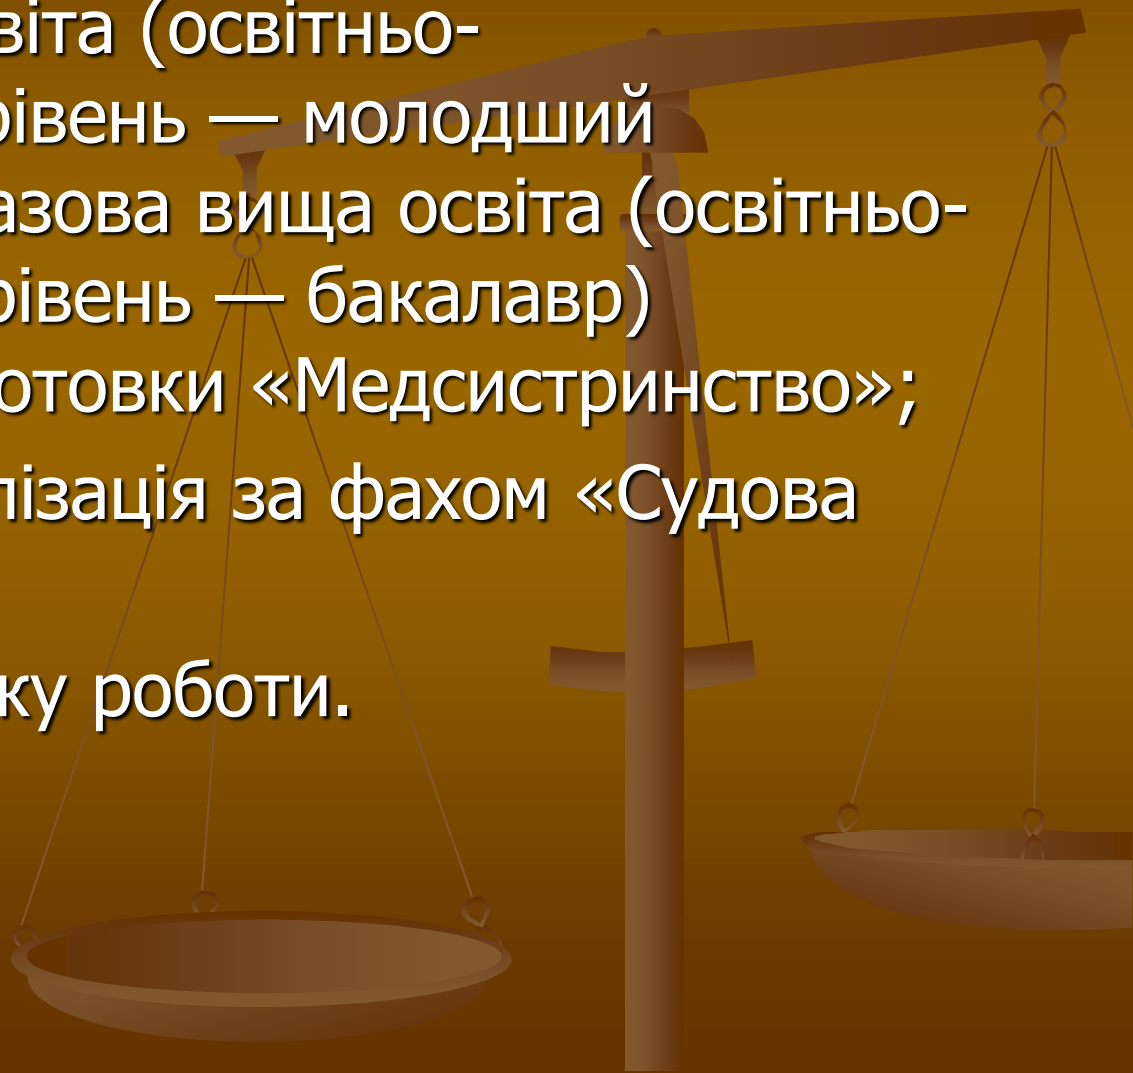 віта (освітньо-
рівень — молодший
азова вища освіта (освітньо-
рівень — бакалавр)
отовки «Медсистринство»;
лізація за фахом «Судова
ку роботи.